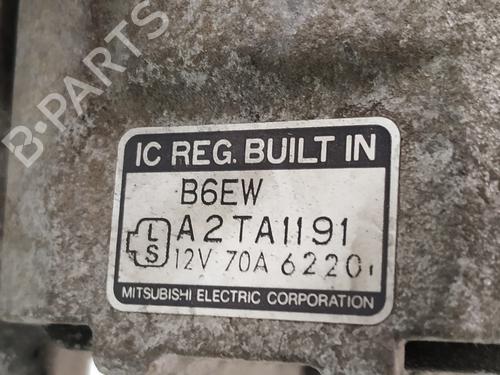 B-PARTS
IC REG. BUILT IN
B6EW
A2TA1191
L
S
12V 70A 6220
MITSUBISHI ELECTRIC CORPORATION